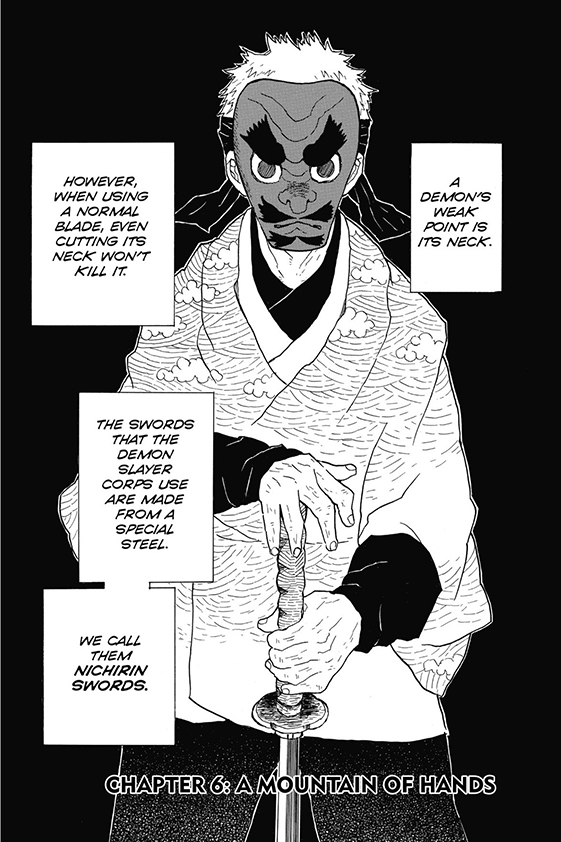 A
DEMON'S
WEAK
POINT IS
ITS NECK.
HOWEVER,
WHEN USING
A NORMAL
BLADE, EVEN
CUTTING ITS
NECK WON'T
KILL IT.
THE SWORDS
THAT THE
DEMON
SLAYER
CORPS USE
ARE MADE
FROM A
SPECIAL
STEEL.
WE CALL
THEM
NICHIRIN
SWORDS.
CHAPTER 6: A MOUNTAIN OF HANDS